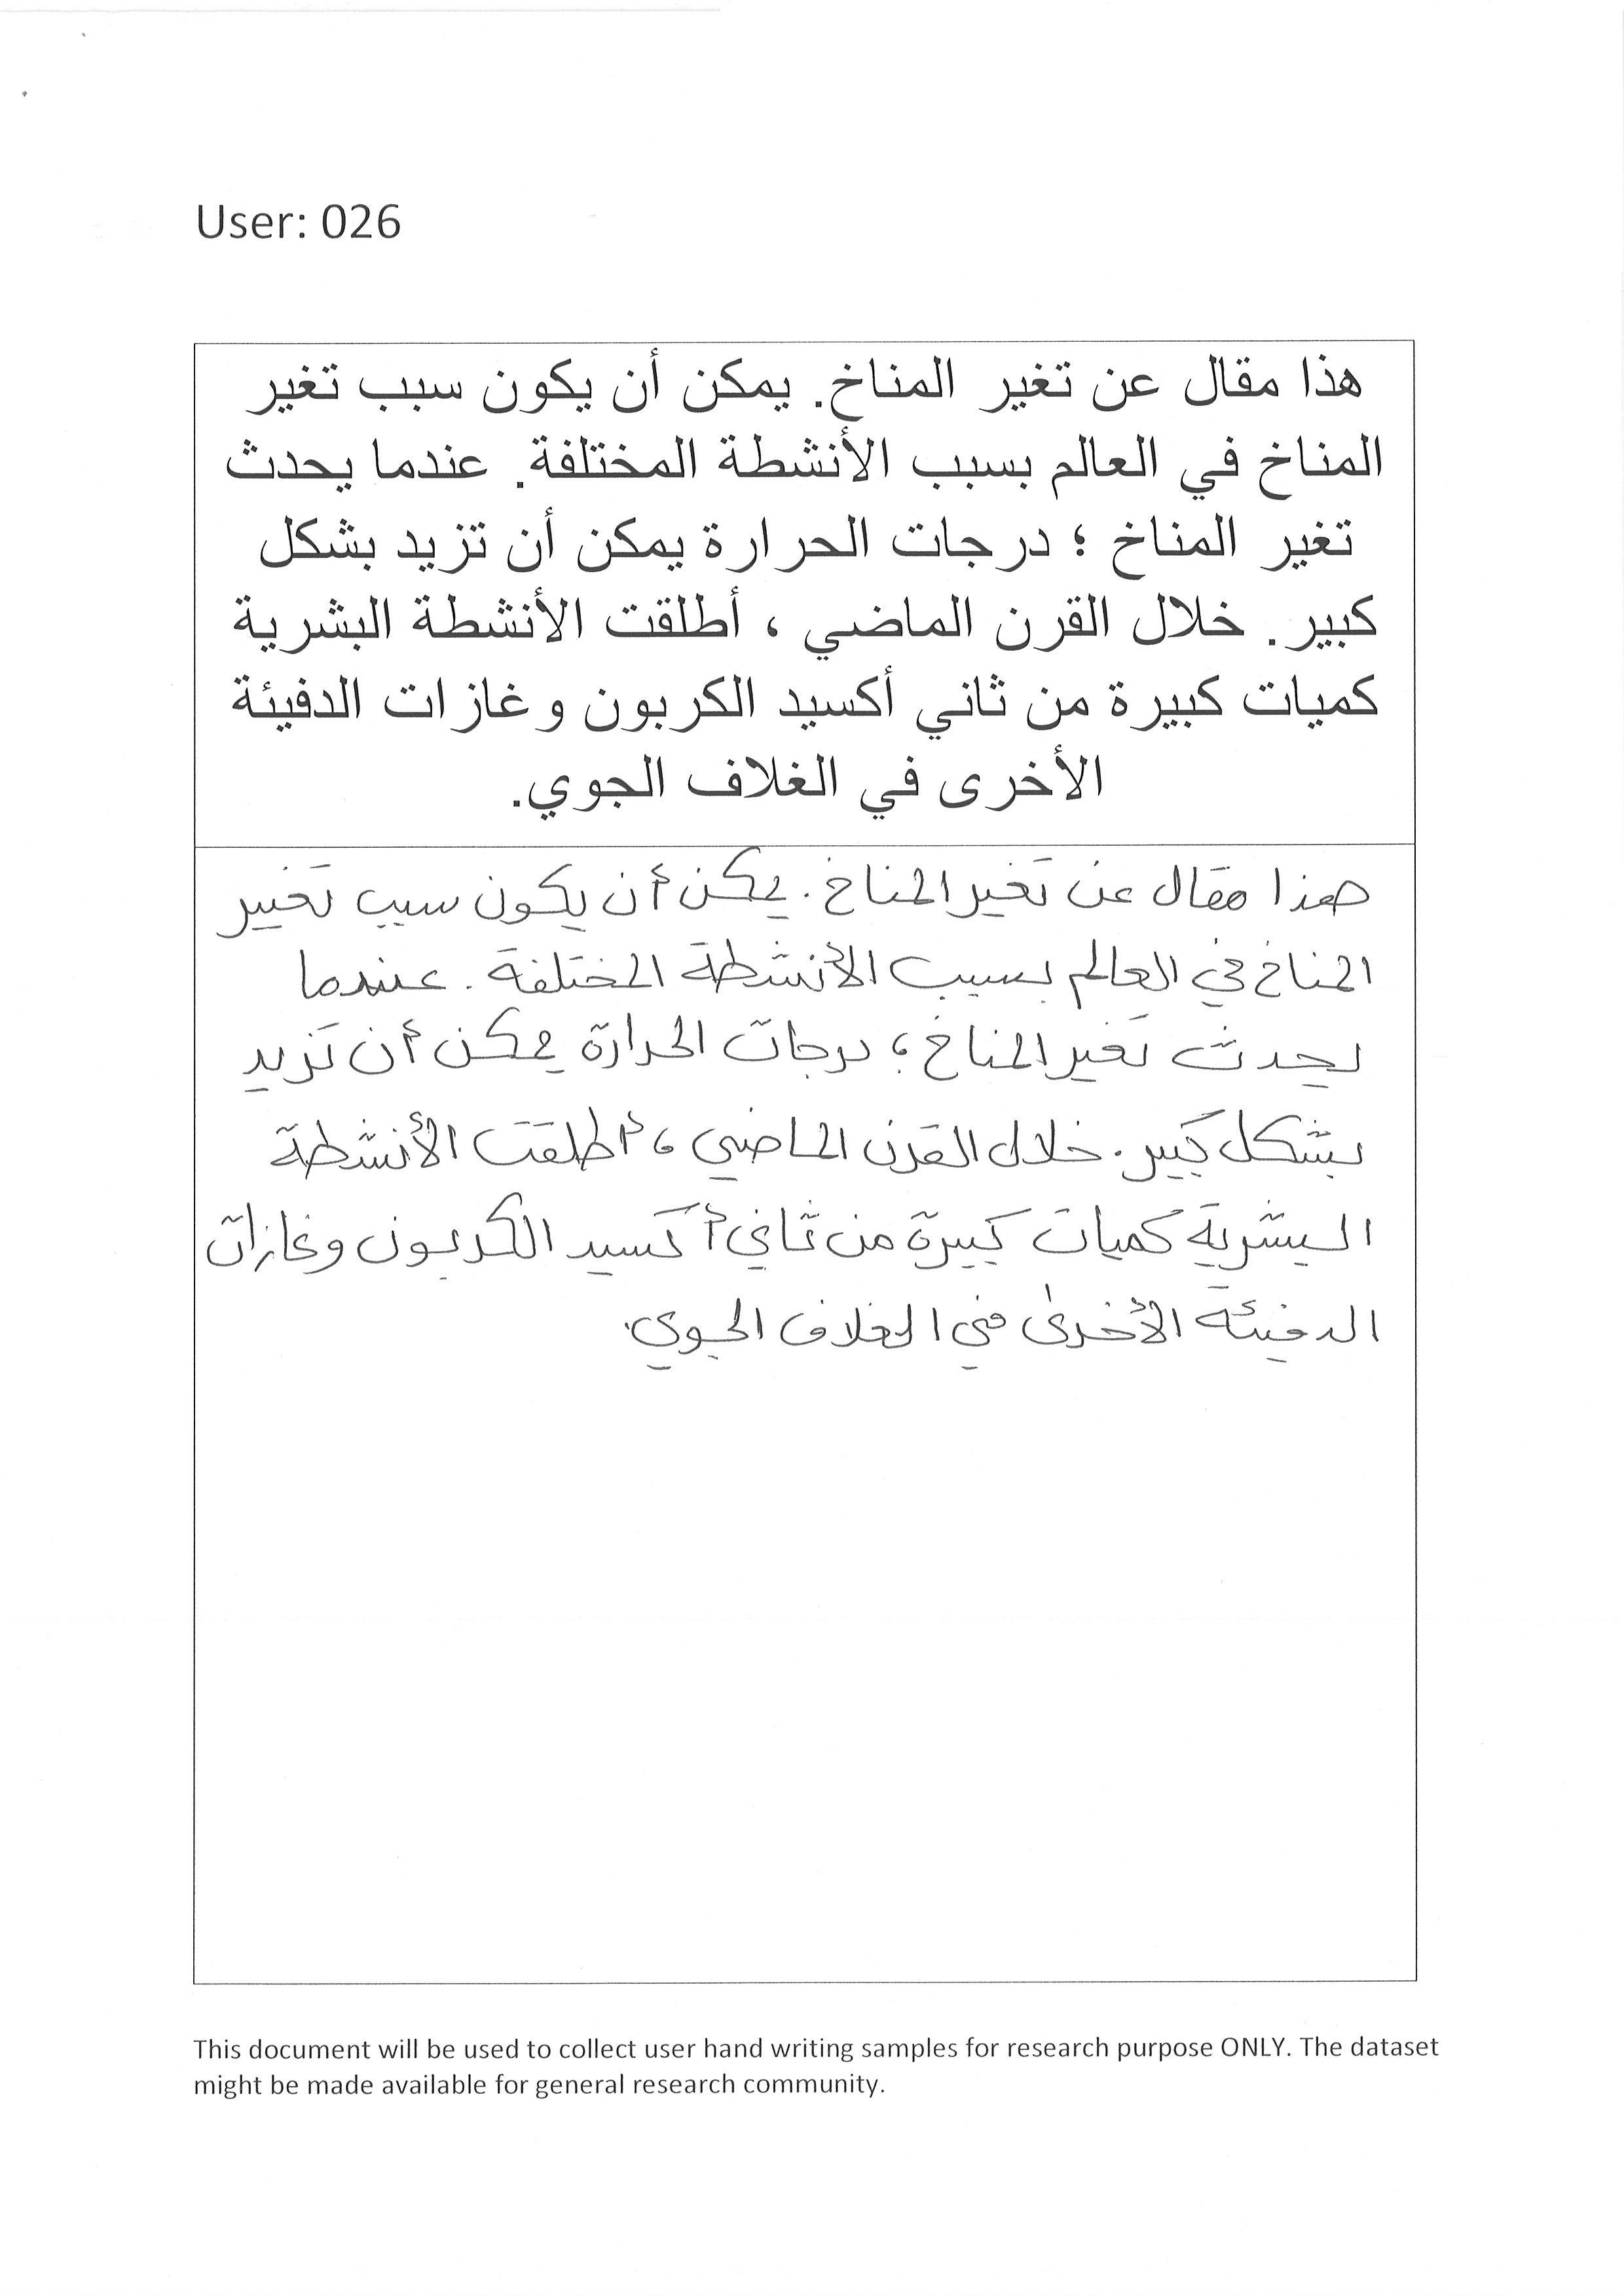 User: 026
هذا مقال عن تغير المناخ. يمكن أن يكون سبب تغير
المناخ في العالم بسبب الأنشطة المختلفة. عندما يحدث
تغير المناخ ؛ درجات الحرارة يمكن أن تزيد بشكل
كبير. خلال القرن الماضي ، أطلقت الأنشطة البشرية
كميات كبيرة من ثاني أكسيد الكربون وغازات الدفيئة
الأخرى في الغلاف الجوي.
هذا مقال عن تغير المناخ. يمكن أن يكون سبب تغيير
المناخ في العالم بسبب الأنشطة المختلفة. عندما
يحدث تغير المناخ ؛ درجات الحرارة يمكن أن تزيد
بشكل كبير. خلال القرن الماضي ، أطلقت الأنشطة
البشرية كميات كبيرة من ثاني أكسيد الكربون وغازات
الدفيئة الأخرى في الغلاف الجوي.
This document will be used to collect user hand writing samples for research purpose ONLY. The dataset
might be made available for general research community.